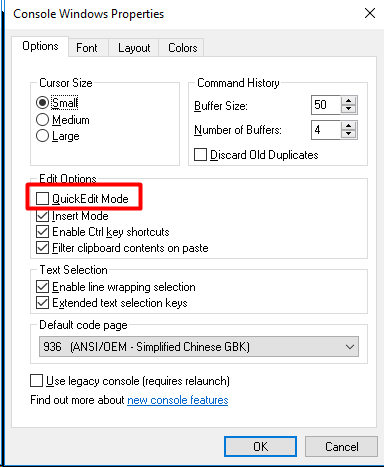 Console Windows Properties
Options Font Layout Colors
Cursor Size
Small
Medium
Large
Command History
Buffer Size: 50
Number of Buffers: 4
Discard Old Duplicates
Edit Options
QuickEdit Mode
Insert Mode
Enable Ctrl key shortcuts
Filter clipboard contents on paste
Text Selection
Enable line wrapping selection
Extended text selection keys
Default code page
936 (ANSI/OEM - Simplified Chinese GBK)
Use legacy console (requires relaunch)
Find out more about new console features
OK Cancel